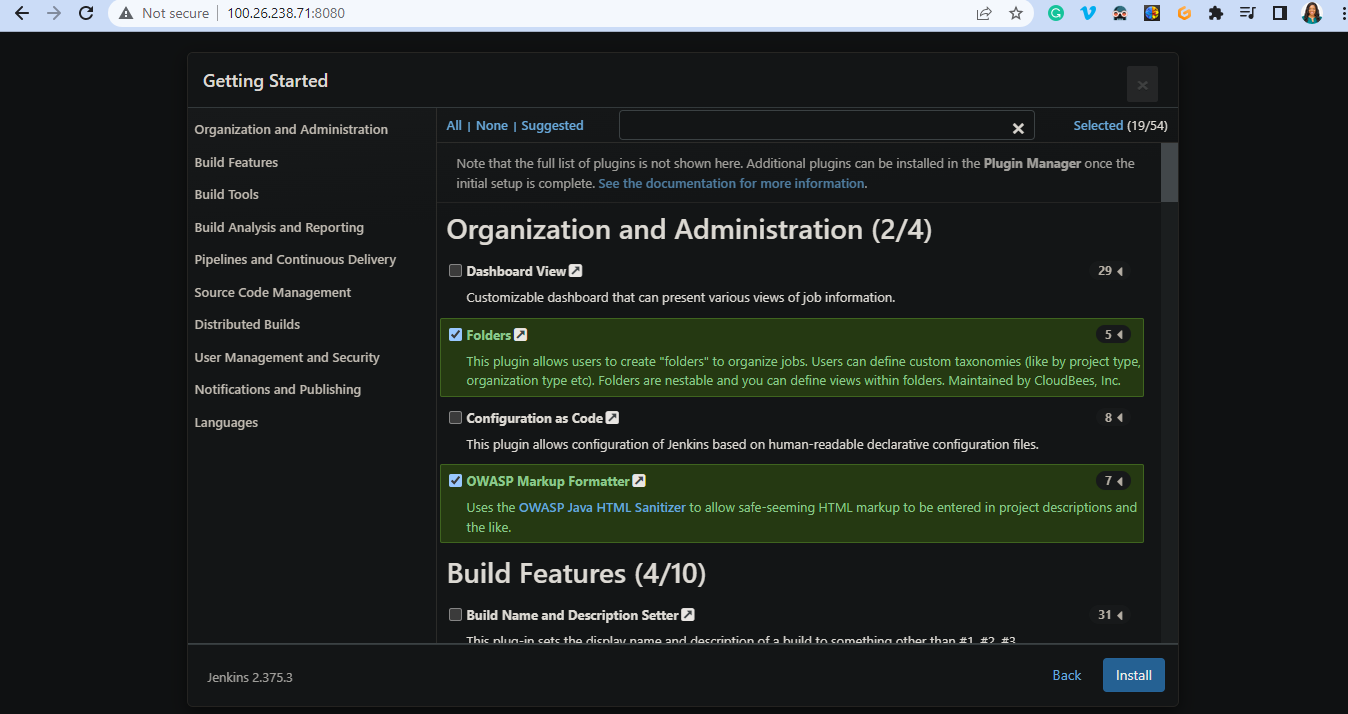 Not secure | 100.26.238.71:8080
Getting Started
×
Organization and Administration
Build Features
Build Tools
Build Analysis and Reporting
Pipelines and Continuous Delivery
Source Code Management
Distributed Builds
User Management and Security
Notifications and Publishing
Languages
All | None | Suggested
Selected (19/54)
Note that the full list of plugins is not shown here. Additional plugins can be installed in the Plugin Manager once the
initial setup is complete. See the documentation for more information.
Organization and Administration (2/4)
Dashboard View 29
Customizable dashboard that can present various views of job information.
Folders 5
This plugin allows users to create "folders" to organize jobs. Users can define custom taxonomies (like by project type,
organization type etc). Folders are nestable and you can define views within folders. Maintained by CloudBees, Inc.
Configuration as Code 8
This plugin allows configuration of Jenkins based on human-readable declarative configuration files.
OWASP Markup Formatter 7
Uses the OWASP Java HTML Sanitizer to allow safe-seeming HTML markup to be entered in project descriptions and
the like.
Build Features (4/10)
Build Name and Description Setter 31
This plug-in sets the display name and description of a build to something other than #1, #2, #3
Jenkins 2.375.3
Back
Install